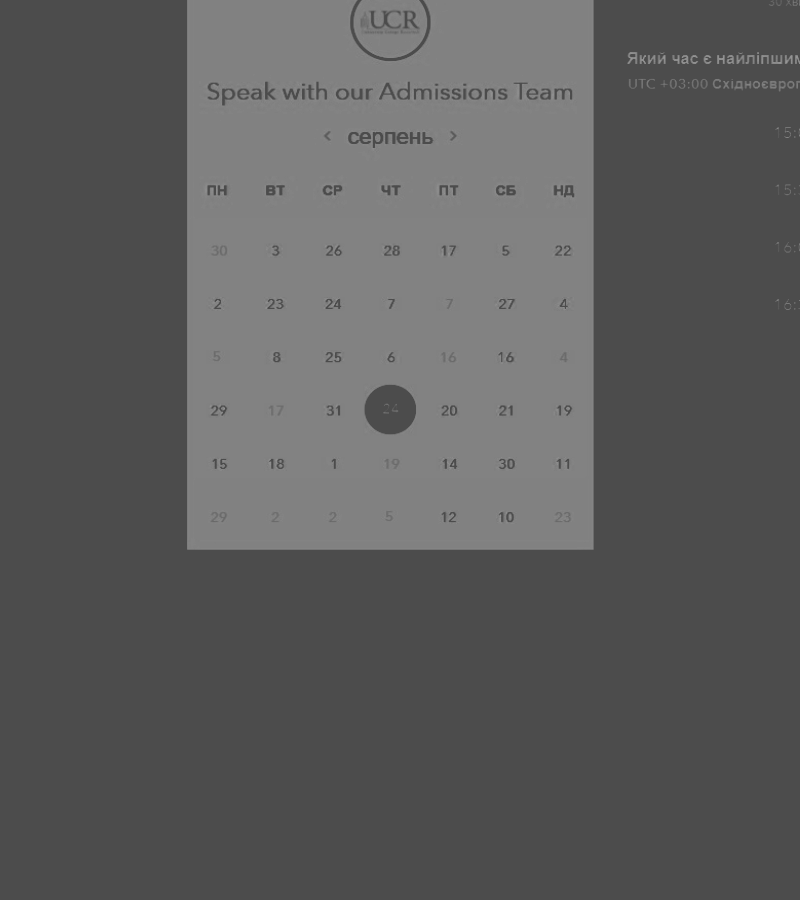 UCR
Speak with our Admissions Team
< серпень >
ПН ВТ СР ЧТ ПТ СБ НД
30 3 26 28 17 5 22
2 23 24 7 7 27 4
5 8 25 6 16 16 4
29 17 31 24 20 21 19
15 18 1 19 14 30 11
29 2 2 5 12 10 23
30 хви
Який час є найліпшим
UTC +03:00 Східноєвроп
15:
15:
16:
16: